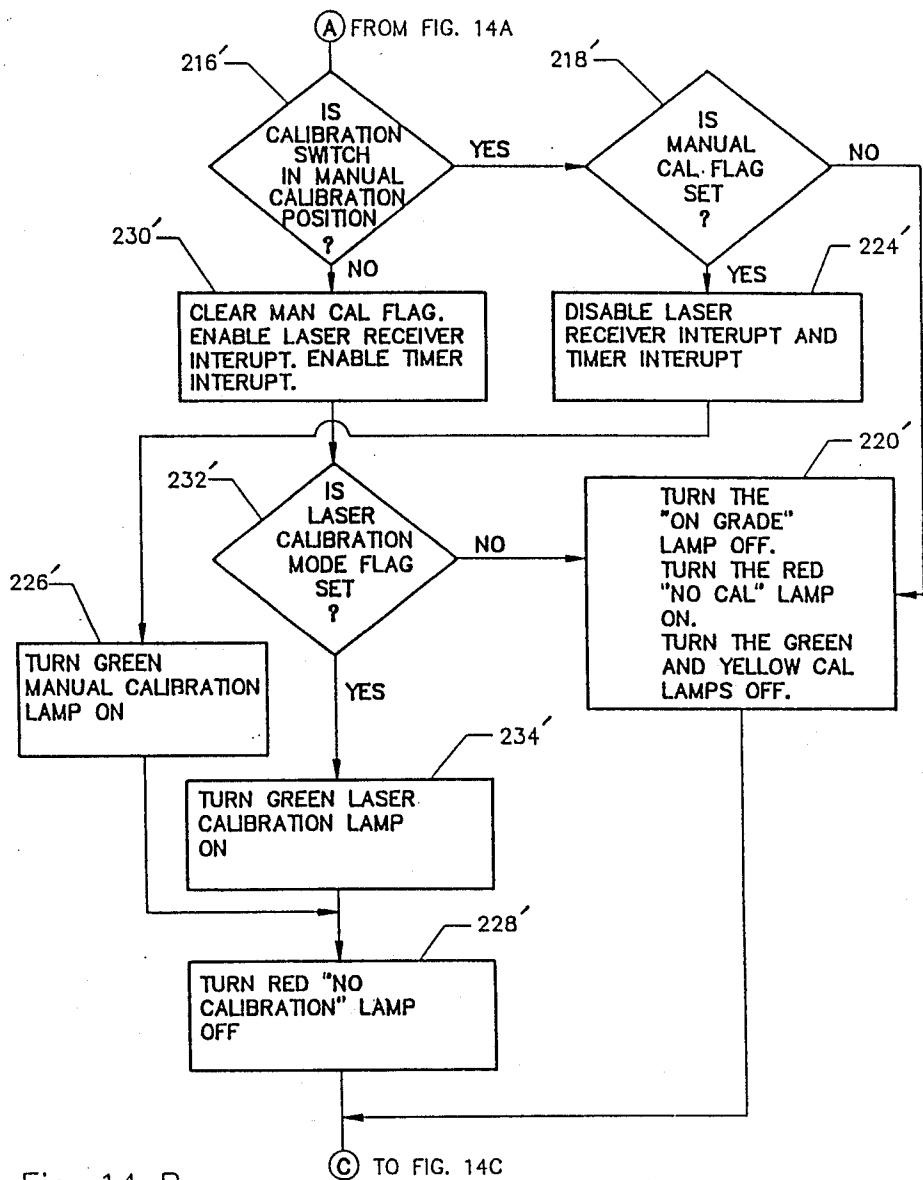 A FROM FIG. 14A
216′
218′
IS
CALIBRATION
SWITCH
IN MANUAL
CALIBRATION
POSITION
?
YES
IS
MANUAL
CAL. FLAG
SET
?
NO
230′
NO
YES
224′
CLEAR MAN CAL FLAG.
ENABLE LASER RECEIVER
INTERUPT. ENABLE TIMER
INTERUPT.
DISABLE LASER
RECEIVER INTERUPT AND
TIMER INTERUPT
232′
IS
LASER
CALIBRATION
MODE FLAG
SET
?
NO
220′
TURN THE
"ON GRADE"
LAMP OFF.
TURN THE RED
"NO CAL" LAMP
ON.
TURN THE GREEN
AND YELLOW CAL
LAMPS OFF.
226′
TURN GREEN
MANUAL CALIBRATION
LAMP ON
YES
234′
TURN GREEN LASER
CALIBRATION LAMP
ON
228′
TURN RED "NO
CALIBRATION" LAMP
OFF
C TO FIG. 14C
Fig. 14 B